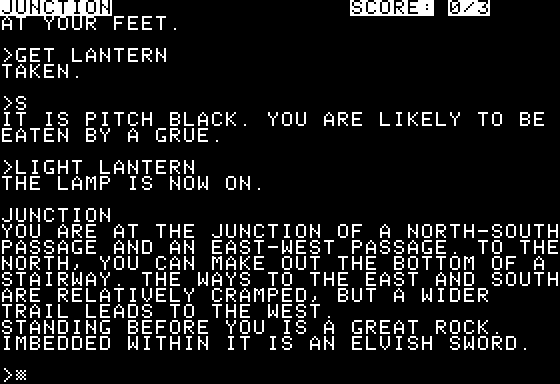 JUNCTION SCORE: 0/3
AT YOUR FEET.
>GET LANTERN
TAKEN.
>S
IT IS PITCH BLACK. YOU ARE LIKELY TO BE
EATEN BY A GRUE.
>LIGHT LANTERN
THE LAMP IS NOW ON.
JUNCTION
YOU ARE AT THE JUNCTION OF A NORTH-SOUTH
PASSAGE AND AN EAST-WEST PASSAGE. TO THE
NORTH, YOU CAN MAKE OUT THE BOTTOM OF A
STAIRWAY. THE WAYS TO THE EAST AND SOUTH
ARE RELATIVELY CRAMPED, BUT A WIDER
TRAIL LEADS TO THE WEST.
STANDING BEFORE YOU IS A GREAT ROCK.
IMBEDDED WITHIN IT IS AN ELVISH SWORD.
>